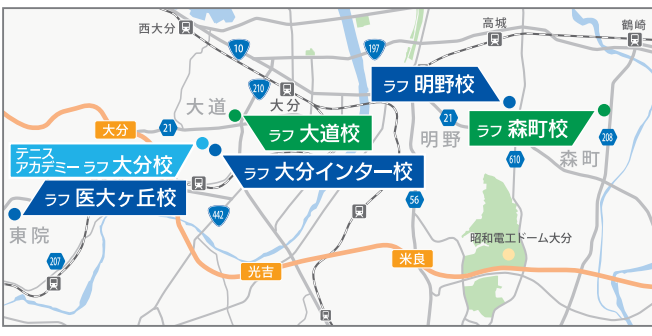 西大分
高城
鶴崎
10
197
210
大分
大道
ラフ 明野校
大分
21
ラフ 大道校
21
明野
ラフ 森町校
208
森町
610
テニス
アカデミー ラフ 大分校
ラフ 大分インター校
ラフ 医大ヶ丘校
442
56
東院
207
光吉
米良
昭和電工ドーム大分